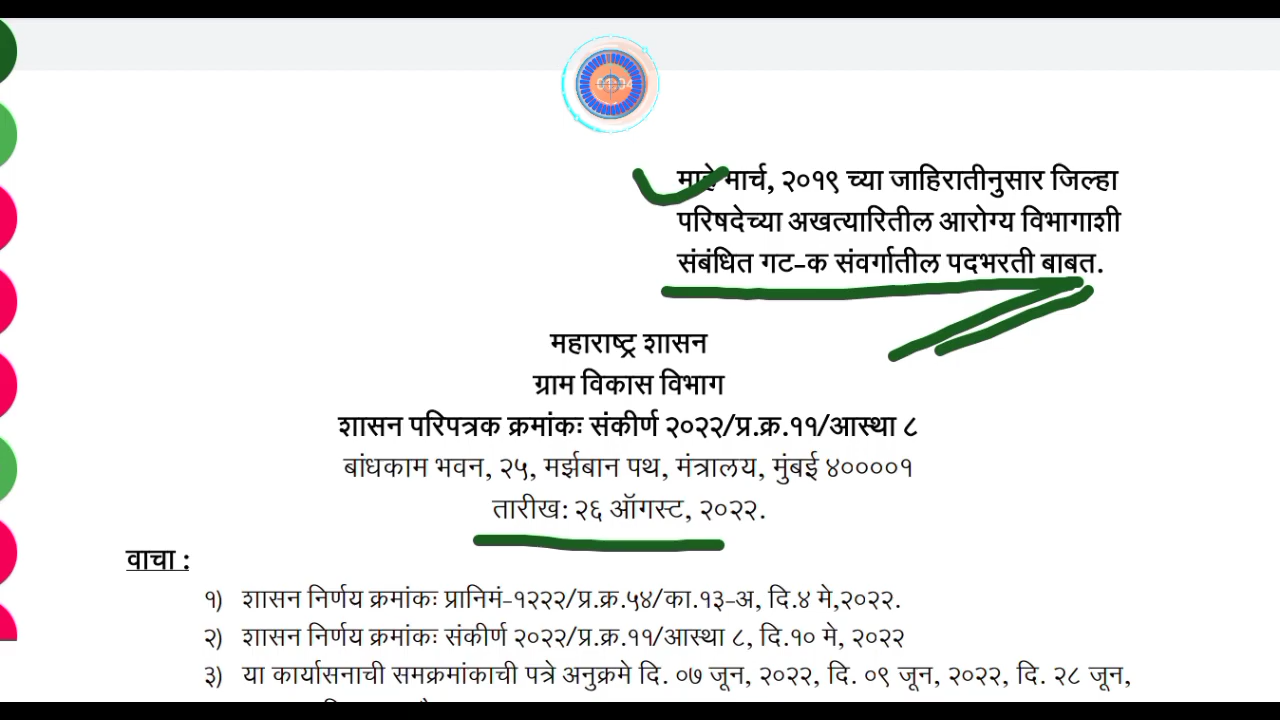 माहे मार्च, २०१९ च्या जाहिरातीनुसार जिल्हा
परिषदेच्या अखत्यारितील आरोग्य विभागाशी
संबंधित गट-क संवर्गातील पदभरती बाबत.
महाराष्ट्र शासन
ग्राम विकास विभाग
शासन परिपत्रक क्रमांकः संकीर्ण २०२२/प्र.क्र.११/आस्था ८
बांधकाम भवन, २५, मर्झबान पथ, मंत्रालय, मुंबई ४००००१
तारीख: २६ ऑगस्ट, २०२२.
वाचा :
१) शासन निर्णय क्रमांकः प्रानिमं-१२२२/प्र.क्र.५४/का.१३-अ, दि.४ मे,२०२२.
२) शासन निर्णय क्रमांकः संकीर्ण २०२२/प्र.क्र.११/आस्था ८, दि.१० मे, २०२२
३) या कार्यासनाची समक्रमांकाची पत्रे अनुक्रमे दि. ०७ जून, २०२२, दि. ०९ जून, २०२२, दि. २८ जून,